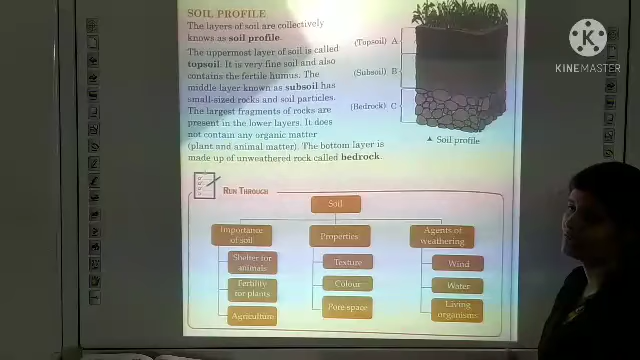 SOIL PROFILE
The layers of soil are collectively
known as soil profile.
The uppermost layer of soil is called
topsoil. It is very fine soil and also
contains the fertile humus. The
middle layer known as subsoil has
small-sized rocks and soil particles.
The largest fragments of rocks are
present in the lower layers. It does
not contain any organic matter
(plant and animal matter). The bottom layer is
made up of unweathered rock called bedrock.
(Topsoil) A
(Subsoil) B
(Bedrock) C
▲ Soil profile
KINEMASTER
RUN THROUGH
Soil
Importance
of soil
Properties
Agents of
weathering
Shelter for
animals
Texture
Wind
Fertility
for plants
Colour
Water
Agriculture
Pore space
Living
organisms